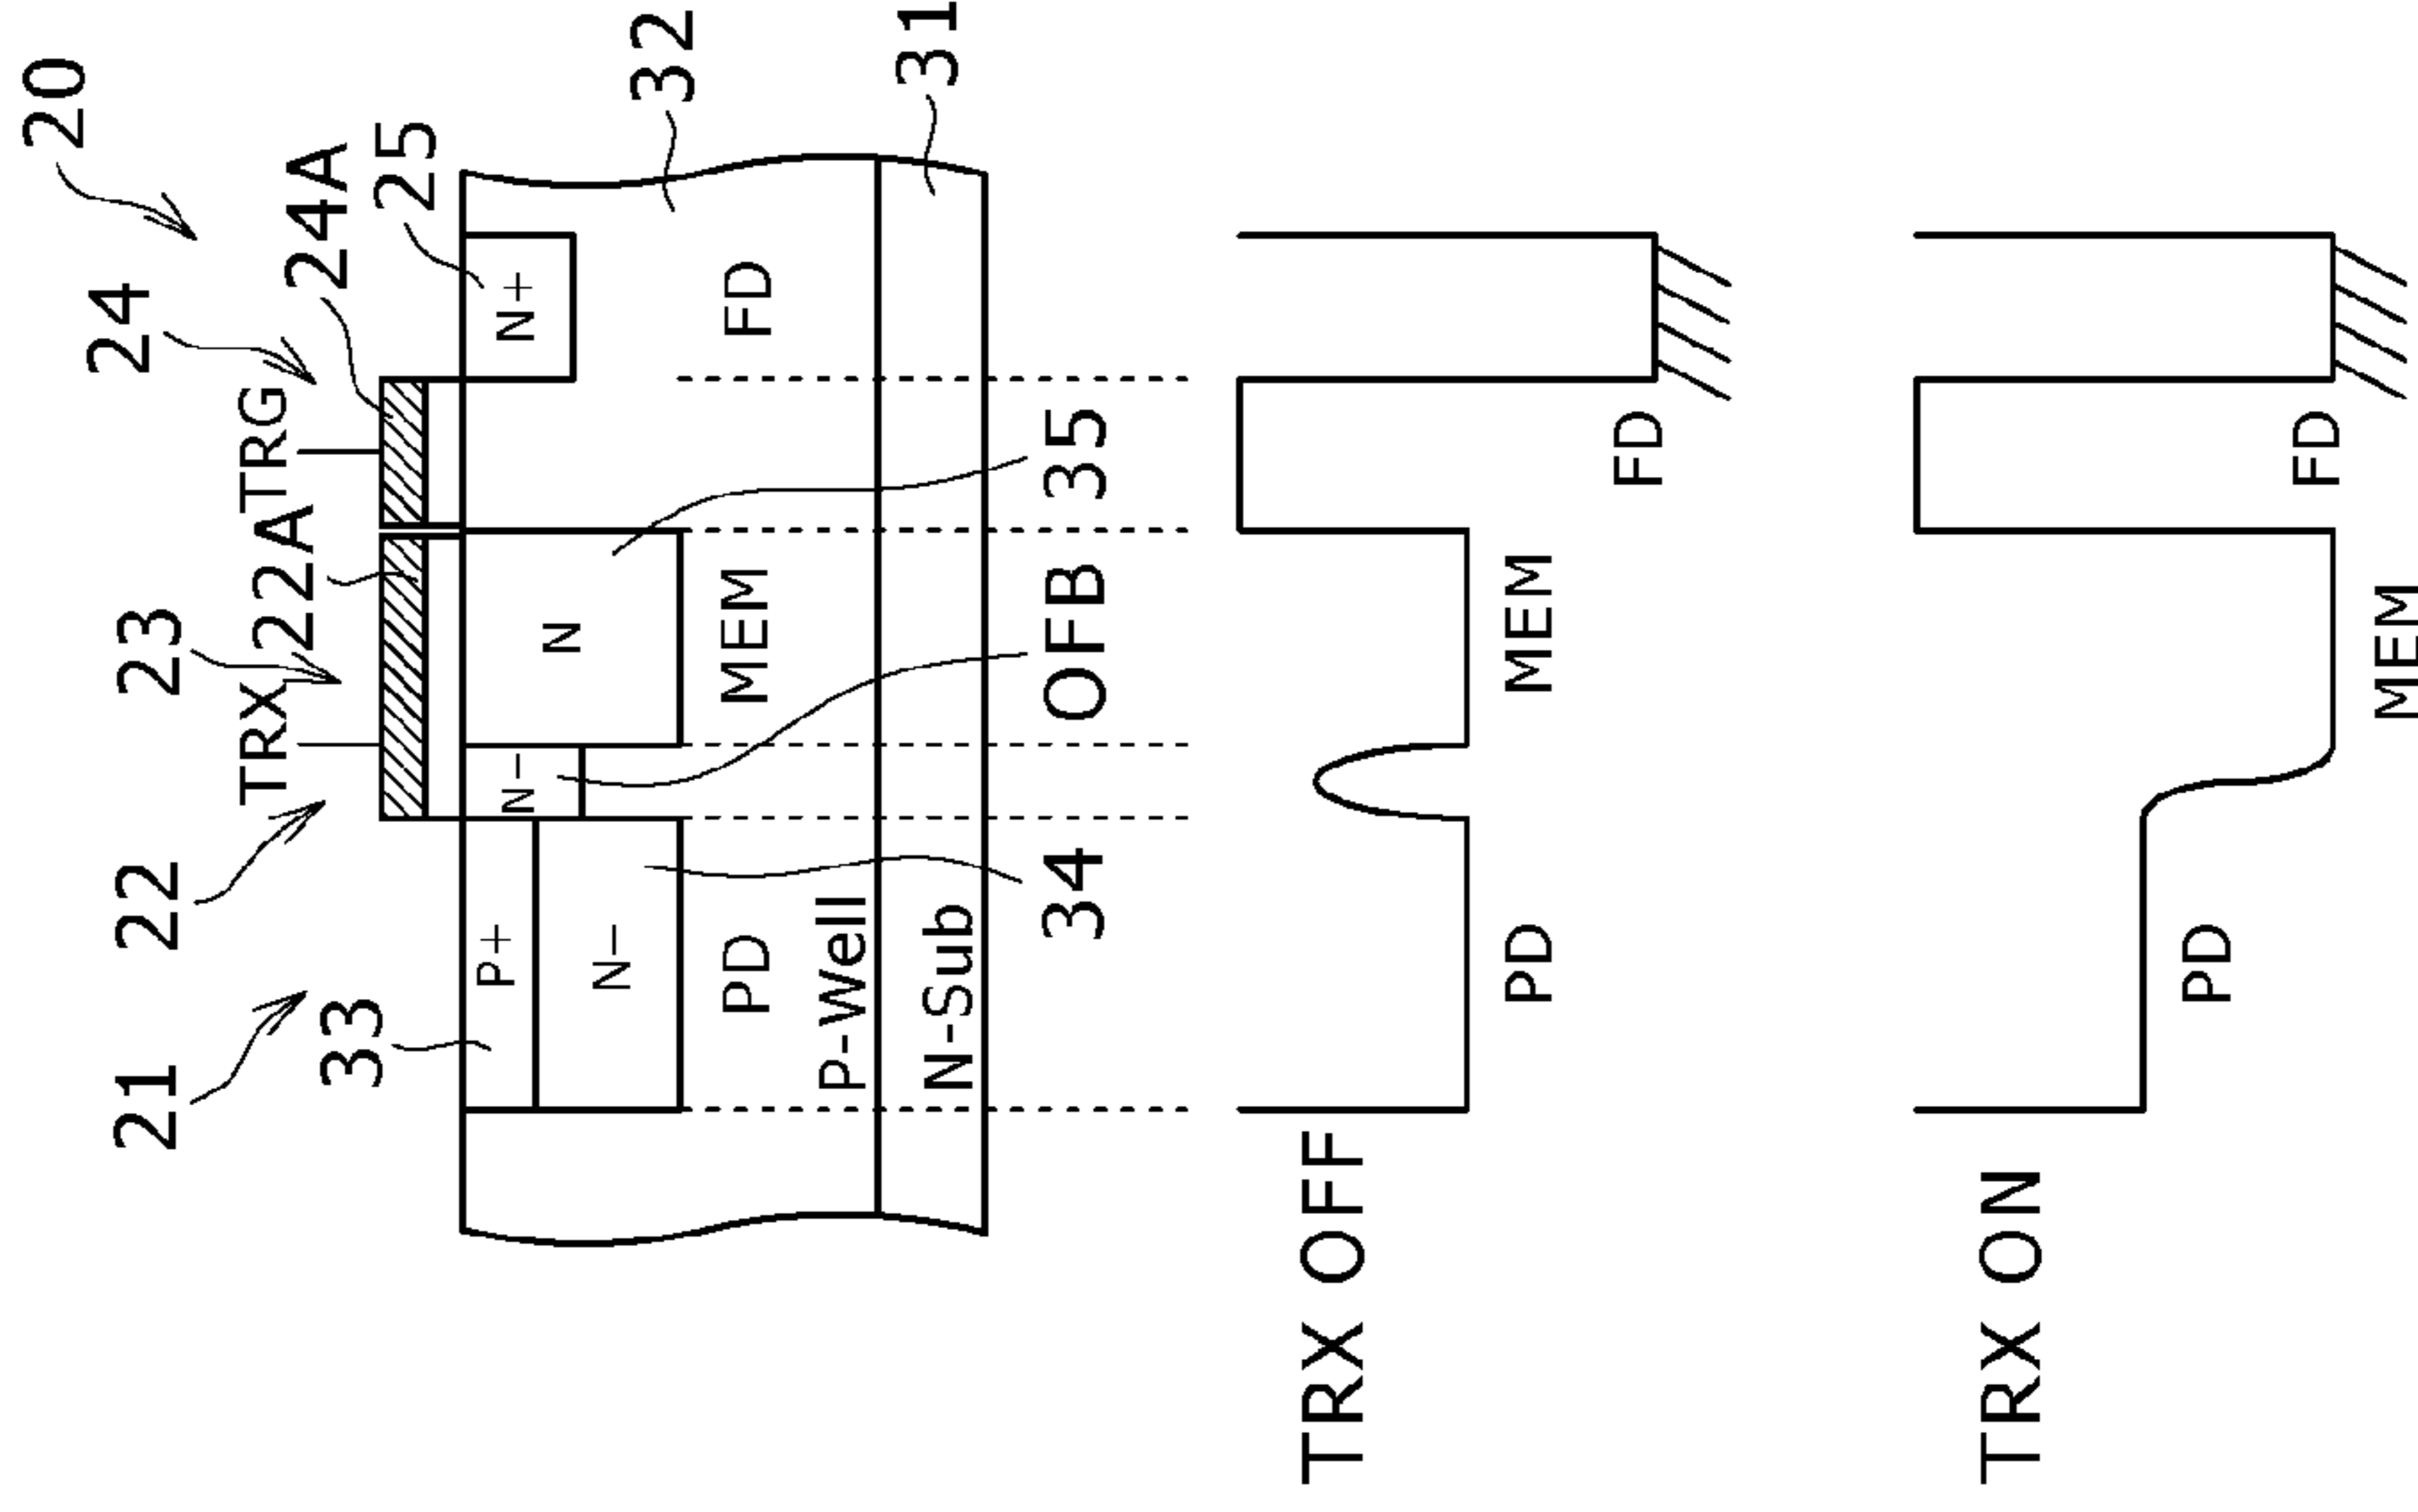 20
24
24A
25
32
31
23
22A
TRG
TRX
22
21
33
N+
FD
N
MEM
N-
P+
N-
PD
P-Well
N-Sub
35
OFB
34
TRX OFF
PD
MEM
FD
TRX ON
PD
MEM
FD